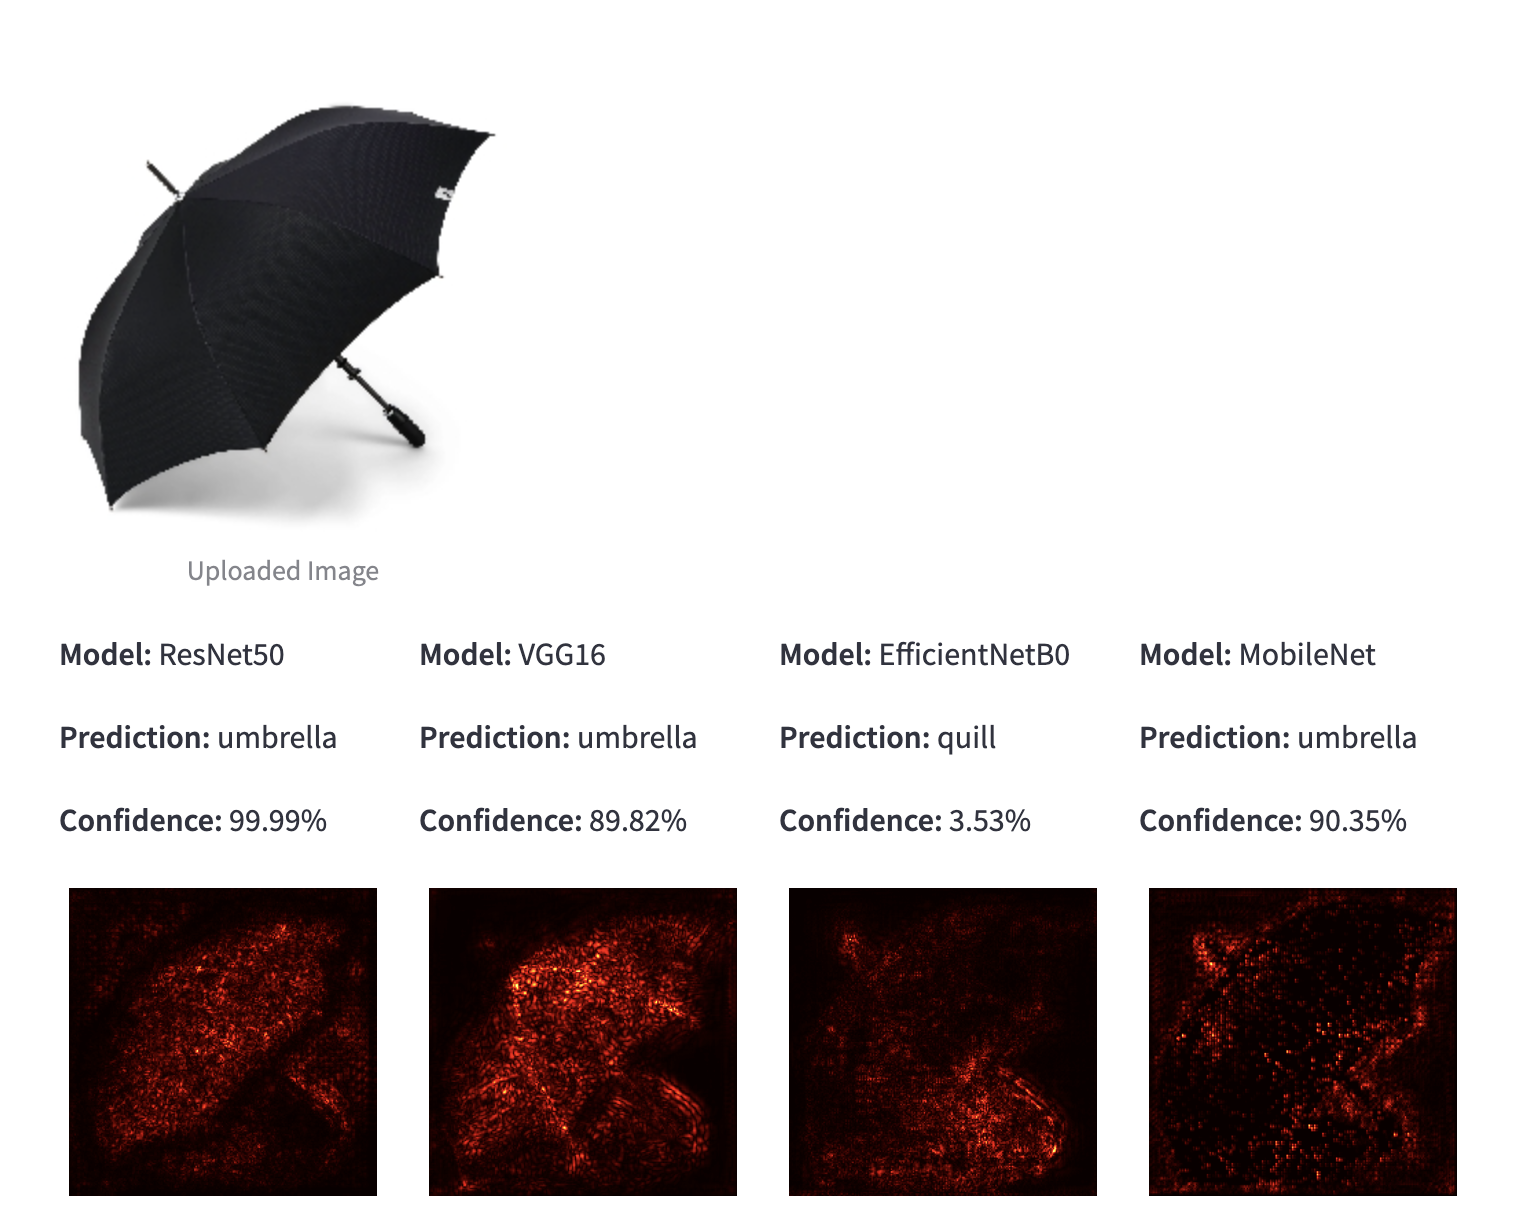 Uploaded Image
Model: ResNet50
Prediction: umbrella
Confidence: 99.99%
Model: VGG16
Prediction: umbrella
Confidence: 89.82%
Model: EfficientNetB0
Prediction: quill
Confidence: 3.53%
Model: MobileNet
Prediction: umbrella
Confidence: 90.35%